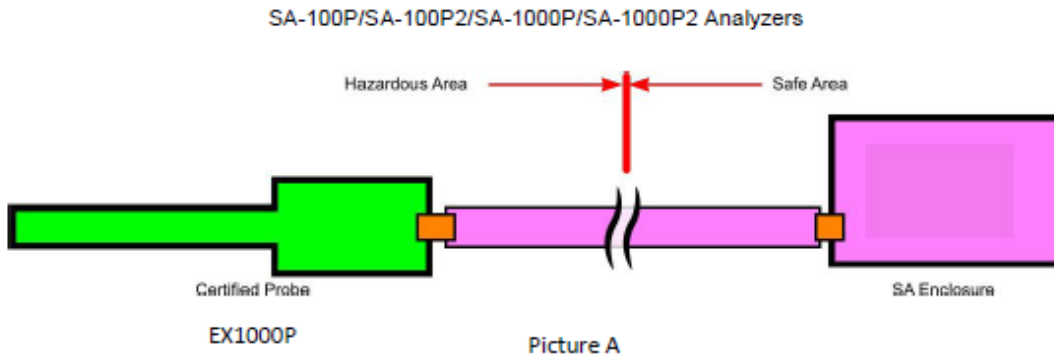 SA-100P/SA-100P2/SA-1000P/SA-1000P2 Analyzers
Hazardous Area
Safe Area
Certified Probe
SA Enclosure
EX1000P
Picture A